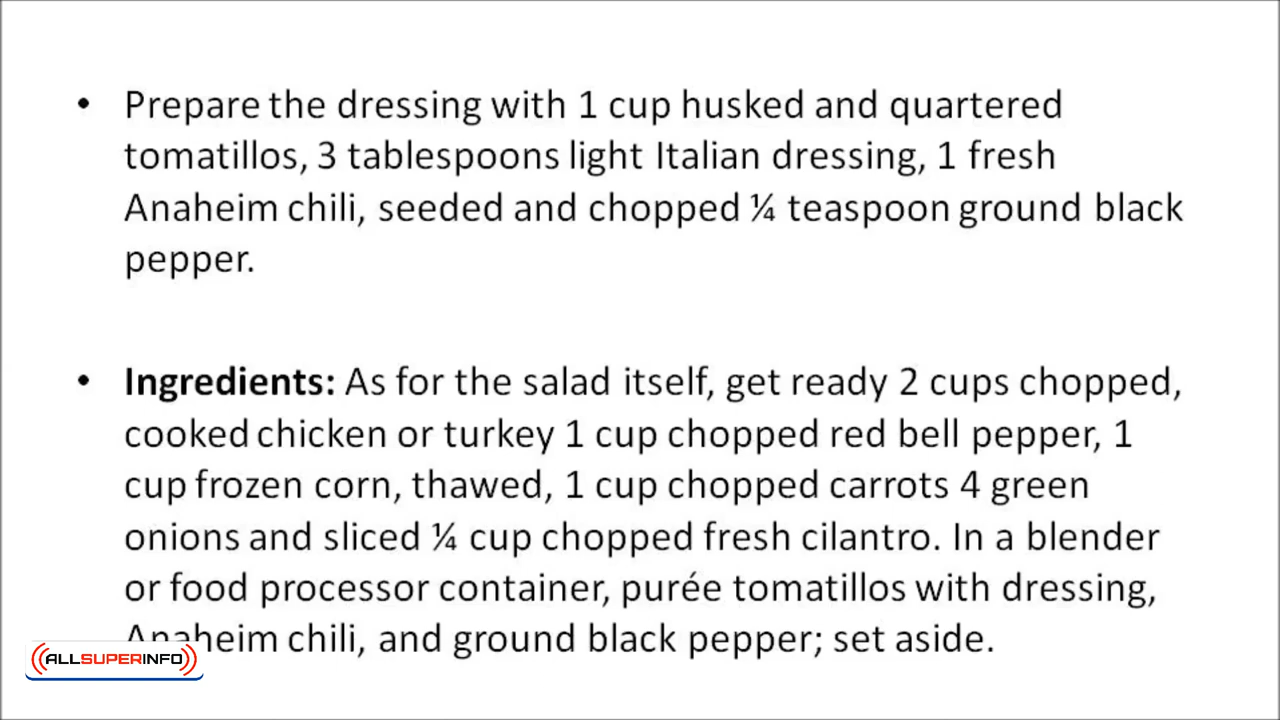 • Prepare the dressing with 1 cup husked and quartered
tomatillos, 3 tablespoons light Italian dressing, 1 fresh
Anaheim chili, seeded and chopped ¼ teaspoon ground black
pepper.
• Ingredients: As for the salad itself, get ready 2 cups chopped,
cooked chicken or turkey 1 cup chopped red bell pepper, 1
cup frozen corn, thawed, 1 cup chopped carrots 4 green
onions and sliced ¼ cup chopped fresh cilantro. In a blender
or food processor container, purée tomatillos with dressing,
Anaheim chili, and ground black pepper; set aside.
ALLSUPERINFO